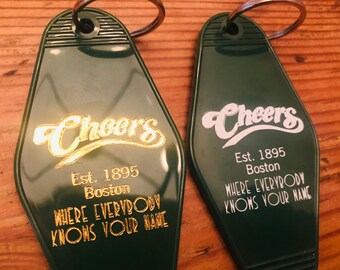 Cheers
Est. 1895
Boston
WHERE EVERYBODY
KNOWS YOUR NAME
Cheers
Est. 1895
Boston
WHERE EVERYBODY
KNOWS YOUR NAME